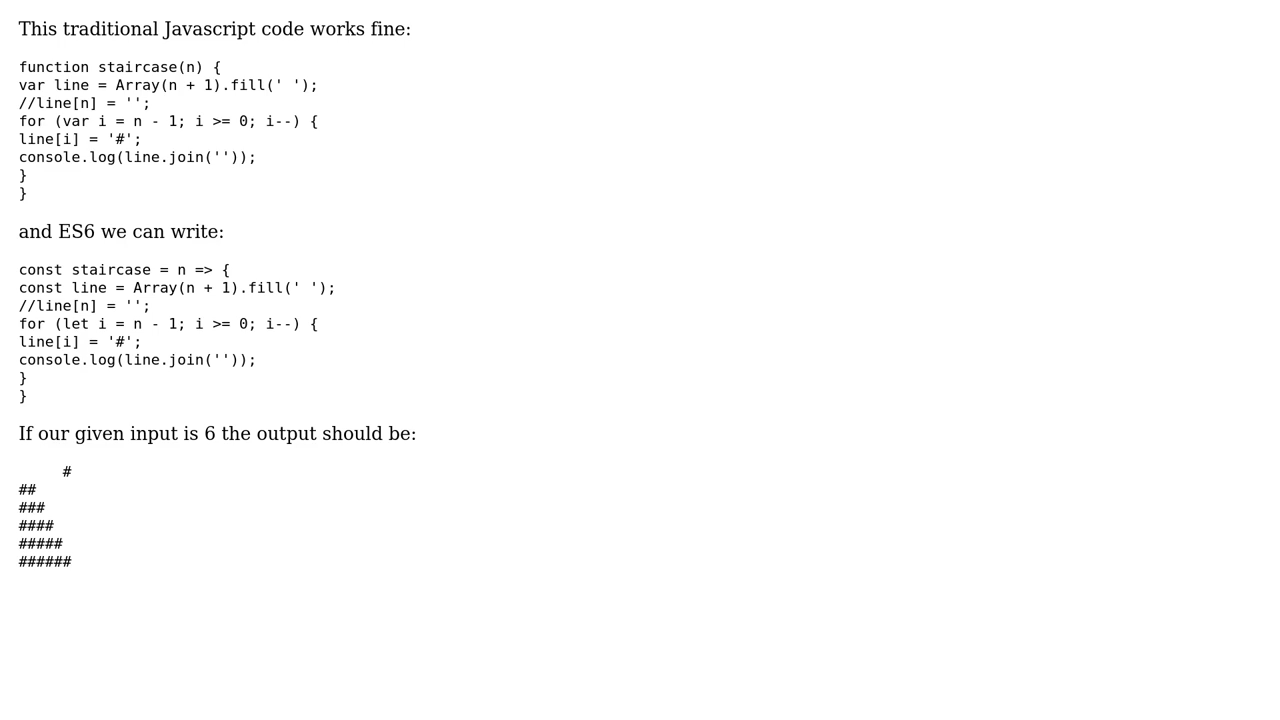 This traditional Javascript code works fine:
function staircase(n) {
var line = Array(n + 1).fill(' ');
//line[n] = '';
for (var i = n - 1; i >= 0; i--) {
line[i] = '#';
console.log(line.join(''));
}
}
and ES6 we can write:
const staircase = n => {
const line = Array(n + 1).fill(' ');
//line[n] = '';
for (let i = n - 1; i >= 0; i--) {
line[i] = '#';
console.log(line.join(''));
}
}
If our given input is 6 the output should be:
     #
##
###
####
#####
######